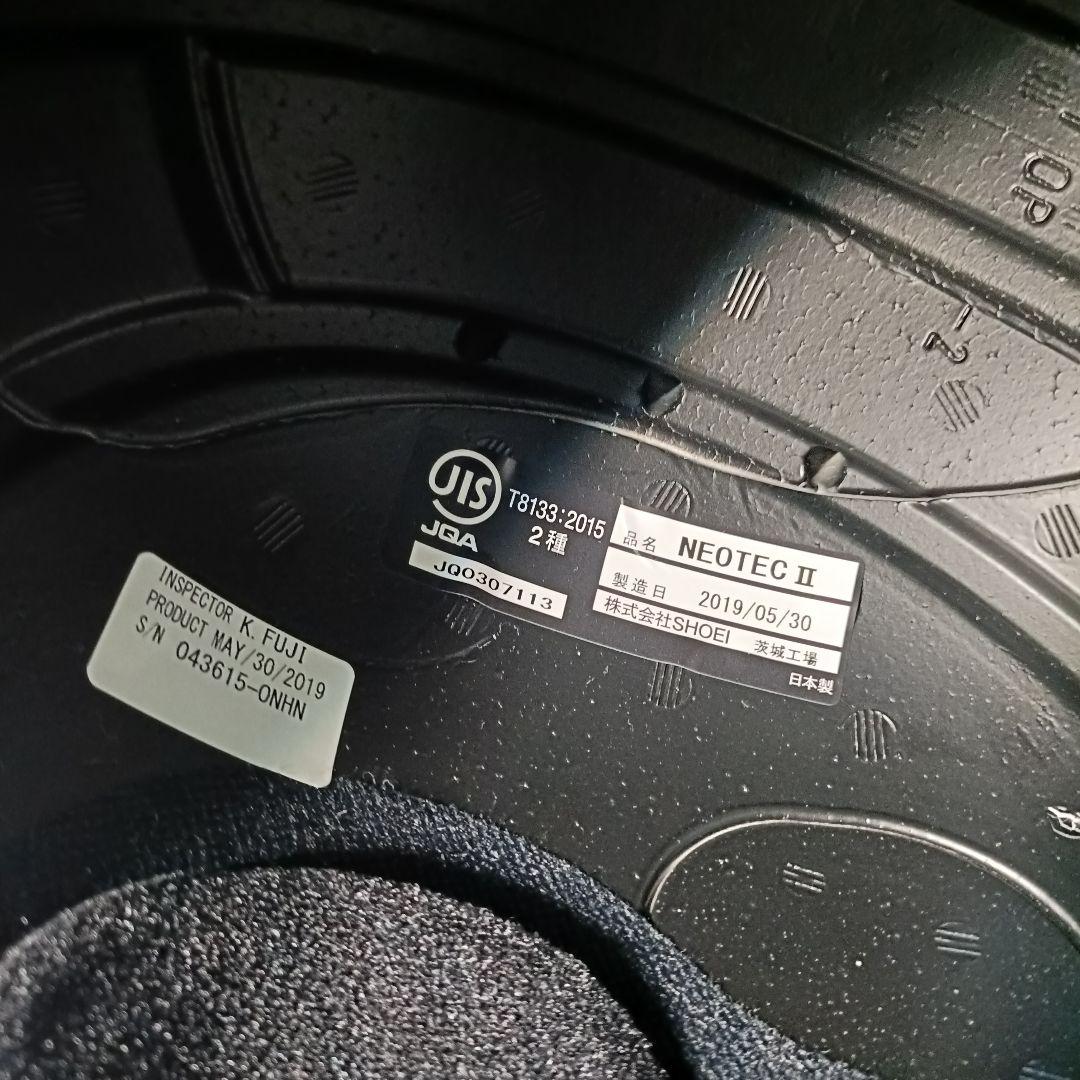 JIS
JQA
T8133:2015
2種
JQ0307113
品名 NEOTEC II
製造日 2019/05/30
株式会社SHOEI 茨城工場
日本製
INSPECTOR K. FUJI
PRODUCT MAY/30/2019
S/N 043615-0NHN
OP
-2